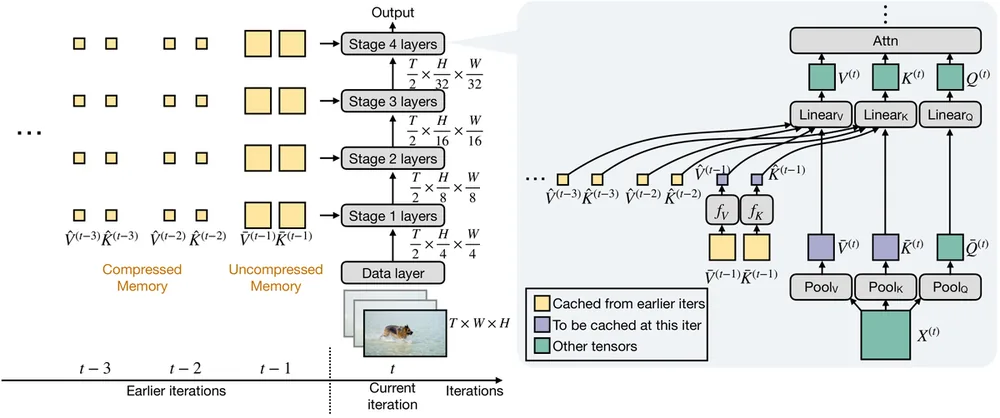 Output
Stage 4 layers
T/2 × H/32 × W/32
Stage 3 layers
T/2 × H/16 × W/16
...
Stage 2 layers
T/2 × H/8 × W/8
Stage 1 layers
V̂(t−3) K̂(t−3) V̂(t−2) K̂(t−2) V̄(t−1) K̄(t−1)
T/2 × H/4 × W/4
Compressed
Memory
Uncompressed
Memory
Data layer
T × W × H
t − 3
t − 2
t − 1
t
Earlier iterations
Current
iteration
Iterations
...
Attn
V(t)
K(t)
Q(t)
LinearV
LinearK
LinearQ
...
V̂(t−3) K̂(t−3) V̂(t−2) K̂(t−2)
V̂(t−1)
K̂(t−1)
fV
fK
V̄(t−1) K̄(t−1)
V̄(t)
K̄(t)
Q̄(t)
PoolV
PoolK
PoolQ
X(t)
Cached from earlier iters
To be cached at this iter
Other tensors